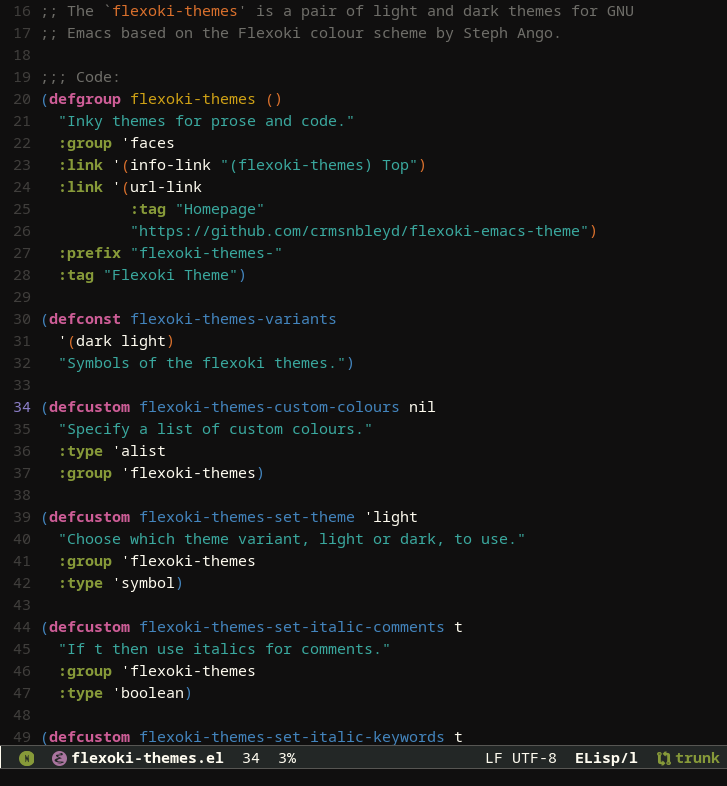 16 ;; The `flexoki-themes' is a pair of light and dark themes for GNU
17 ;; Emacs based on the Flexoki colour scheme by Steph Ango.
18
19 ;;; Code:
20 (defgroup flexoki-themes ()
21   "Inky themes for prose and code."
22   :group 'faces
23   :link '(info-link "(flexoki-themes) Top")
24   :link '(url-link
25           :tag "Homepage"
26           "https://github.com/crmsnbleyd/flexoki-emacs-theme")
27   :prefix "flexoki-themes-"
28   :tag "Flexoki Theme")
29
30 (defconst flexoki-themes-variants
31   '(dark light)
32   "Symbols of the flexoki themes.")
33
34 (defcustom flexoki-themes-custom-colours nil
35   "Specify a list of custom colours."
36   :type 'alist
37   :group 'flexoki-themes)
38
39 (defcustom flexoki-themes-set-theme 'light
40   "Choose which theme variant, light or dark, to use."
41   :group 'flexoki-themes
42   :type 'symbol)
43
44 (defcustom flexoki-themes-set-italic-comments t
45   "If t then use italics for comments."
46   :group 'flexoki-themes
47   :type 'boolean)
48
49 (defcustom flexoki-themes-set-italic-keywords t
N flexoki-themes.el 34 3% LF UTF-8 ELisp/l trunk